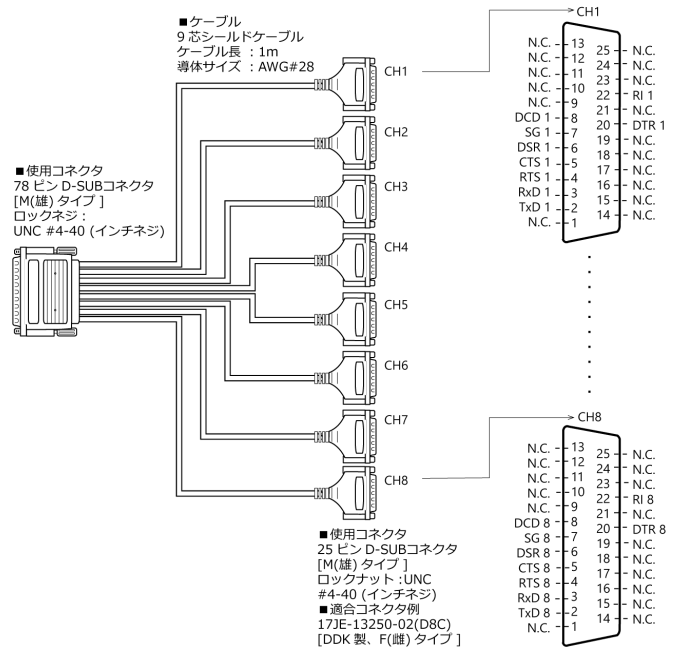 ■ケーブル
9 芯シールドケーブル
ケーブル長 : 1m
導体サイズ : AWG#28
■使用コネクタ
78 ピン D-SUBコネクタ
[M(雄) タイプ ]
ロックネジ :
UNC #4-40 (インチネジ)
CH1
CH2
CH3
CH4
CH5
CH6
CH7
CH8
■使用コネクタ
25 ピン D-SUBコネクタ
[M(雄) タイプ ]
ロックナット :UNC
#4-40 (インチネジ)
■適合コネクタ例
17JE-13250-02(D8C)
[DDK 製、F(雌) タイプ ]
CH1
N.C. 13
25 N.C.
N.C. 12
24 N.C.
N.C. 11
23 N.C.
N.C. 10
22 RI 1
N.C. 9
21 N.C.
DCD 1 8
20 DTR 1
SG 1 7
19 N.C.
DSR 1 6
18 N.C.
CTS 1 5
17 N.C.
RTS 1 4
16 N.C.
RxD 1 3
15 N.C.
TxD 1 2
14 N.C.
N.C. 1
CH8
N.C. 13
25 N.C.
N.C. 12
24 N.C.
N.C. 11
23 N.C.
N.C. 10
22 RI 8
N.C. 9
21 N.C.
DCD 8 8
20 DTR 8
SG 8 7
19 N.C.
DSR 8 6
18 N.C.
CTS 8 5
17 N.C.
RTS 8 4
16 N.C.
RxD 8 3
15 N.C.
TxD 8 2
14 N.C.
N.C. 1